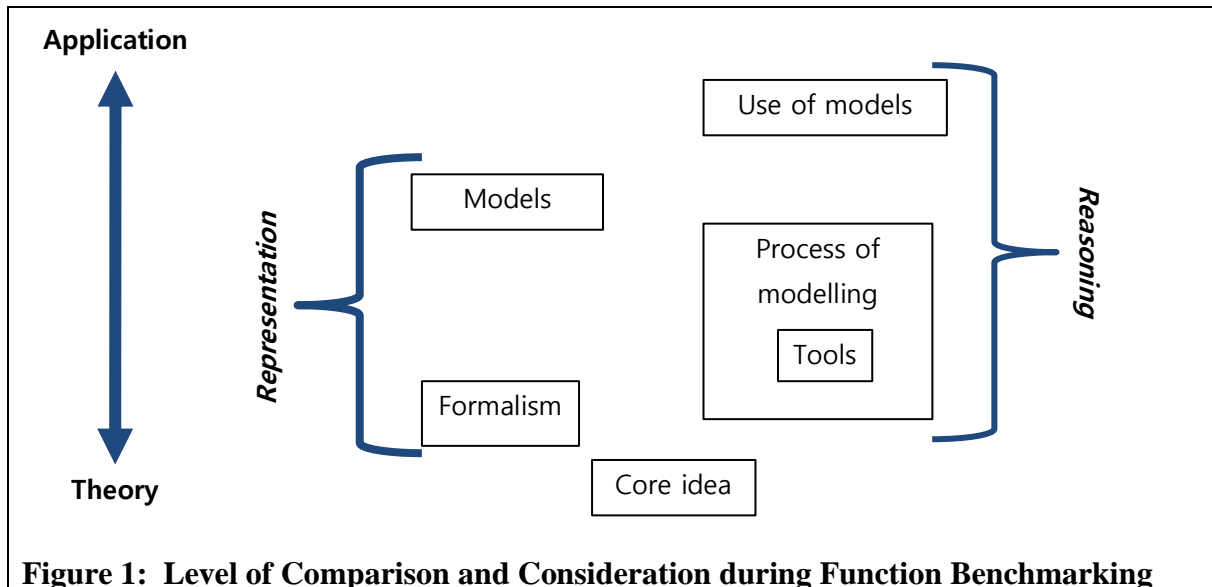 Application
Use of models
Models
Representation
Process of
modelling
Tools
Reasoning
Formalism
Theory
Core idea
Figure 1:  Level of Comparison and Consideration during Function Benchmarking